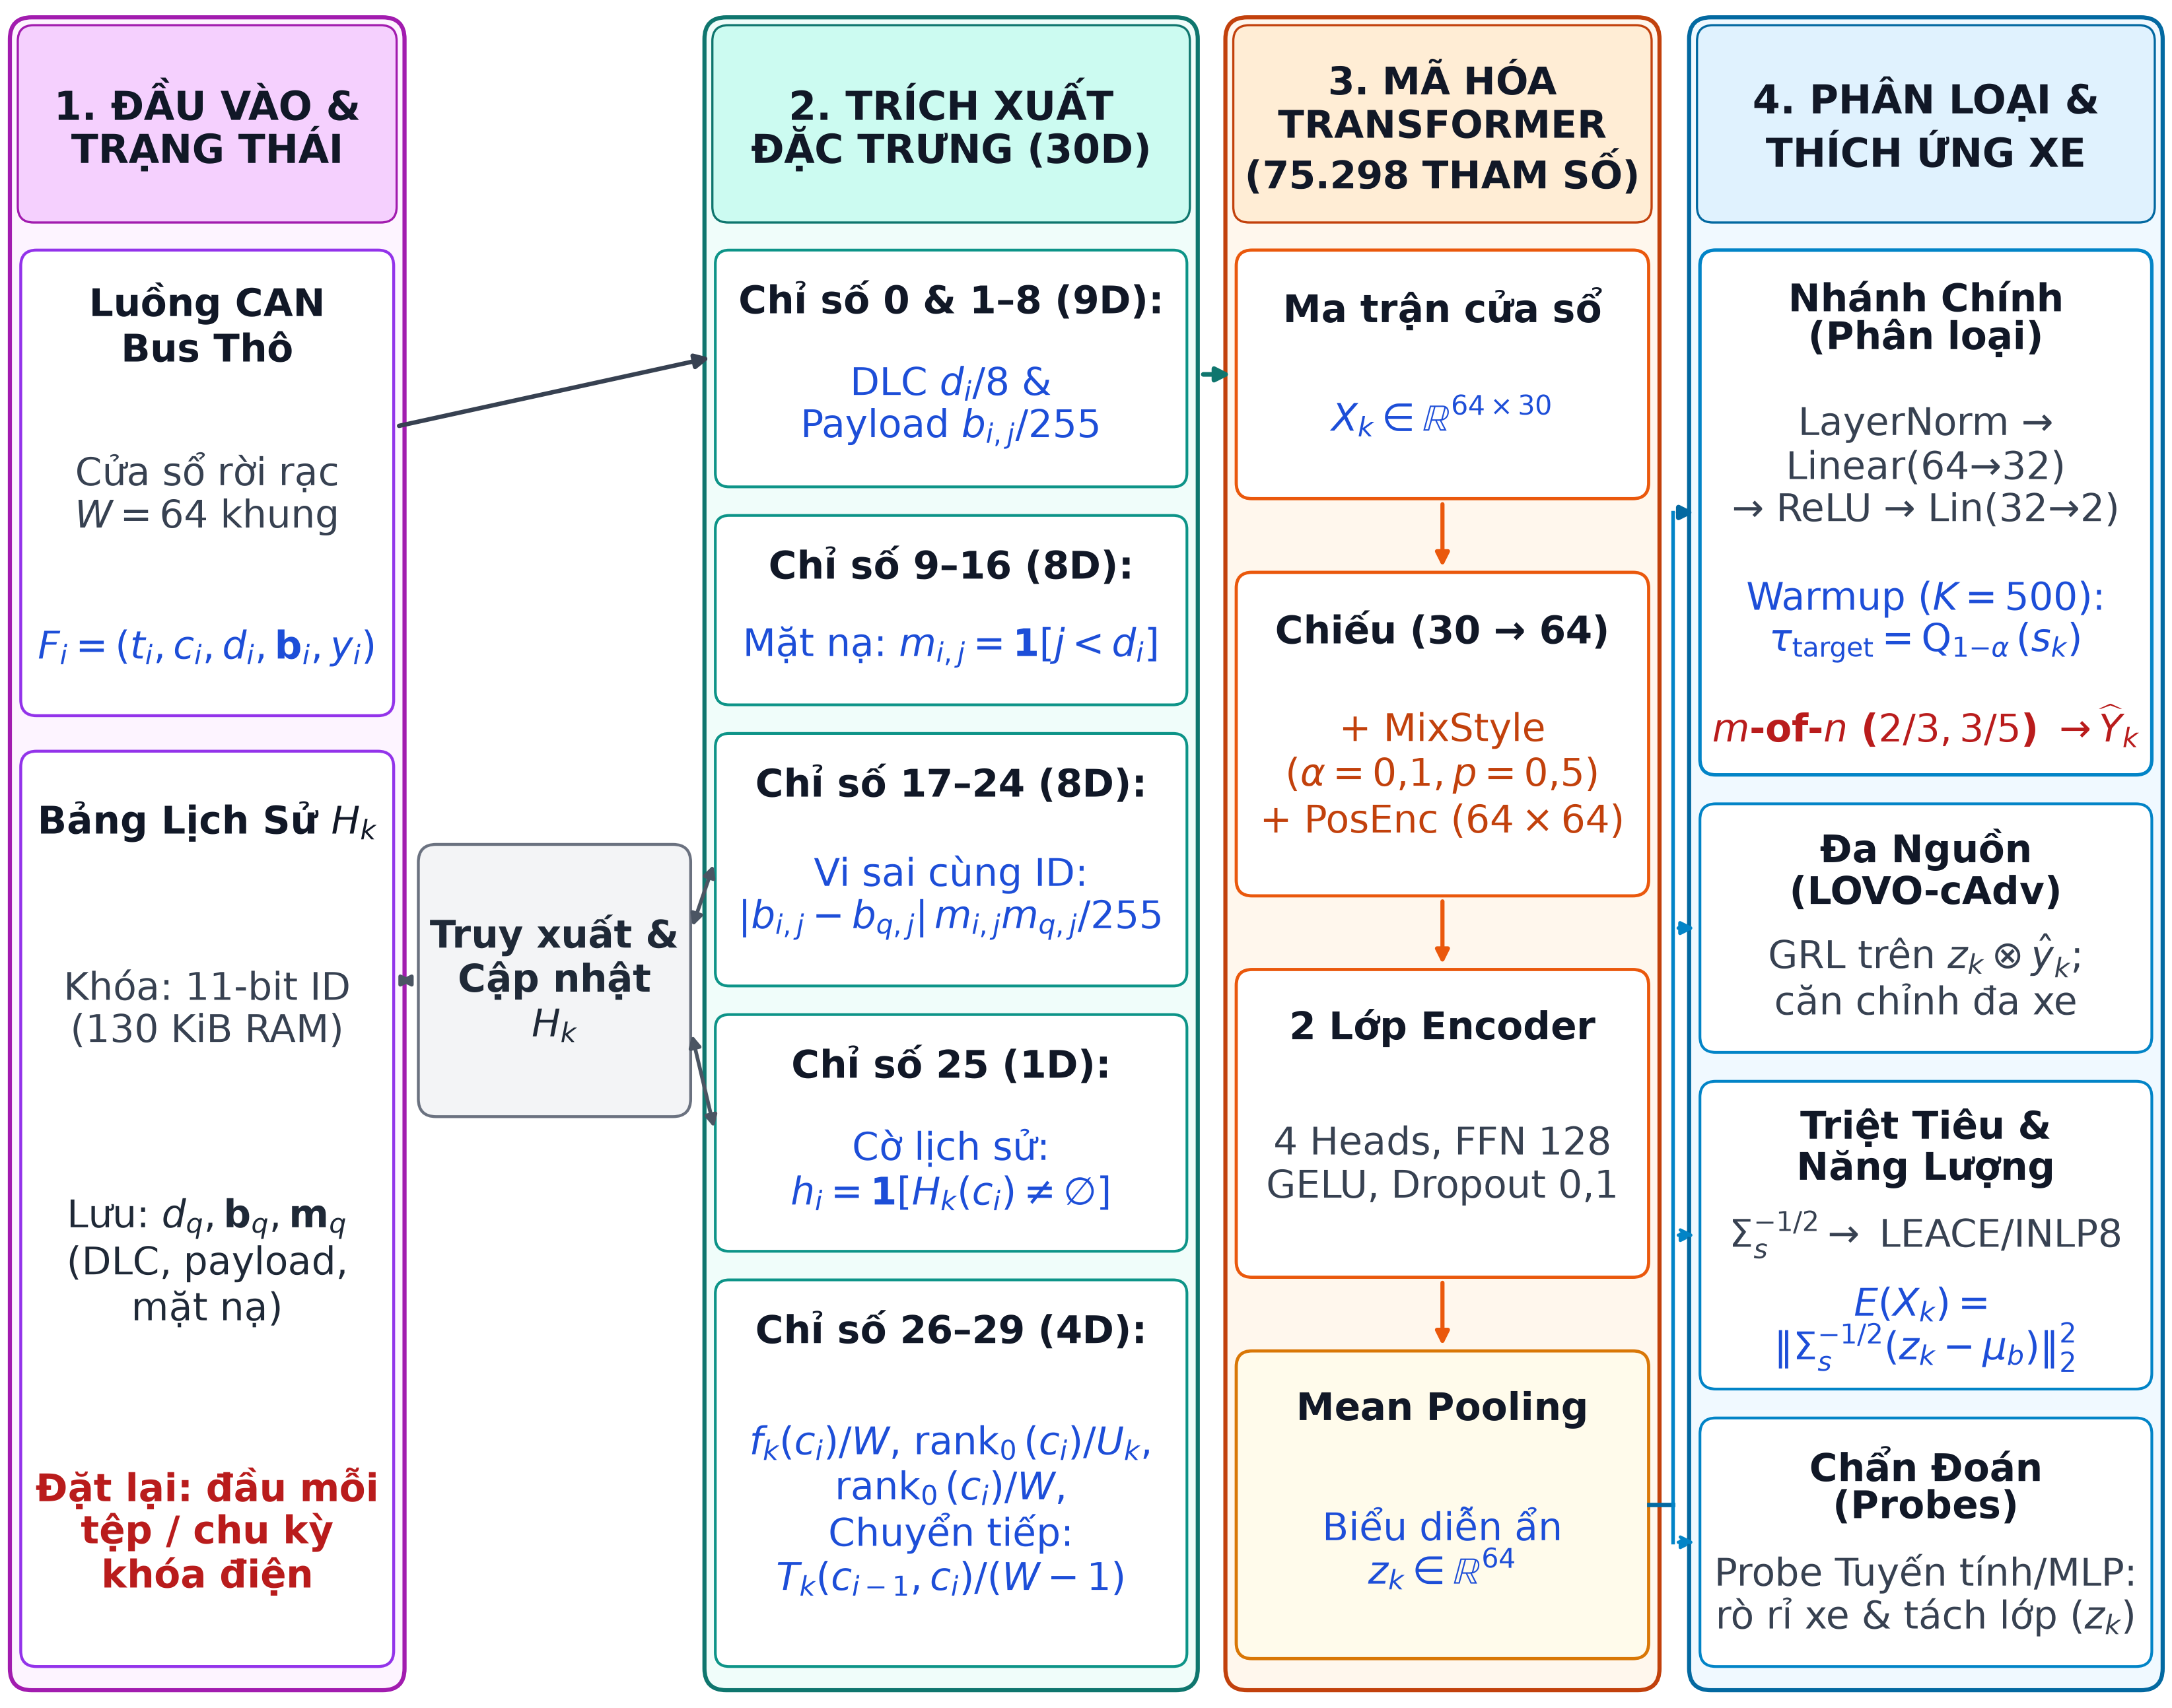 1. ĐẦU VÀO &
TRẠNG THÁI
Luồng CAN
Bus Thô
Cửa sổ rời rạc
W = 64 khung
F_i = (t_i, c_i, d_i, b_i, y_i)
Bảng Lịch Sử H_k
Khóa: 11-bit ID
(130 KiB RAM)
Lưu: d_q, b_q, m_q
(DLC, payload,
mặt nạ)
Đặt lại: đầu mỗi
tệp / chu kỳ
khóa điện
Truy xuất &
Cập nhật
H_k
2. TRÍCH XUẤT
ĐẶC TRƯNG (30D)
Chỉ số 0 & 1–8 (9D):
DLC d_i/8 &
Payload b_{i,j}/255
Chỉ số 9–16 (8D):
Mặt nạ: m_{i,j} = 1[j < d_i]
Chỉ số 17–24 (8D):
Vi sai cùng ID:
|b_{i,j} − b_{q,j}| m_{i,j}m_{q,j}/255
Chỉ số 25 (1D):
Cờ lịch sử:
h_i = 1[H_k(c_i) ≠ ∅]
Chỉ số 26–29 (4D):
f_k(c_i)/W, rank_0 (c_i)/U_k,
rank_0 (c_i)/W,
Chuyển tiếp:
T_k(c_{i−1}, c_i)/(W − 1)
3. MÃ HÓA
TRANSFORMER
(75.298 THAM SỐ)
Ma trận cửa sổ
X_k ∈ ℝ^{64×30}
Chiếu (30 → 64)
+ MixStyle
(α = 0,1, p = 0,5)
+ PosEnc (64 × 64)
2 Lớp Encoder
4 Heads, FFN 128
GELU, Dropout 0,1
Mean Pooling
Biểu diễn ẩn
z_k ∈ ℝ^{64}
4. PHÂN LOẠI &
THÍCH ỨNG XE
Nhánh Chính
(Phân loại)
LayerNorm →
Linear(64→32)
→ ReLU → Lin(32→2)
Warmup (K = 500):
τ_target = Q_{1−α} (s_k)
m-of-n (2/3, 3/5) → Ŷ_k
Đa Nguồn
(LOVO-cAdv)
GRL trên z_k ⊗ ŷ_k;
căn chỉnh đa xe
Triệt Tiêu &
Năng Lượng
Σ_s^{−1/2} → LEACE/INLP8
E(X_k) =
‖Σ_s^{−1/2}(z_k − μ_b)‖_2^2
Chẩn Đoán
(Probes)
Probe Tuyến tính/MLP:
rò rỉ xe & tách lớp (z_k)